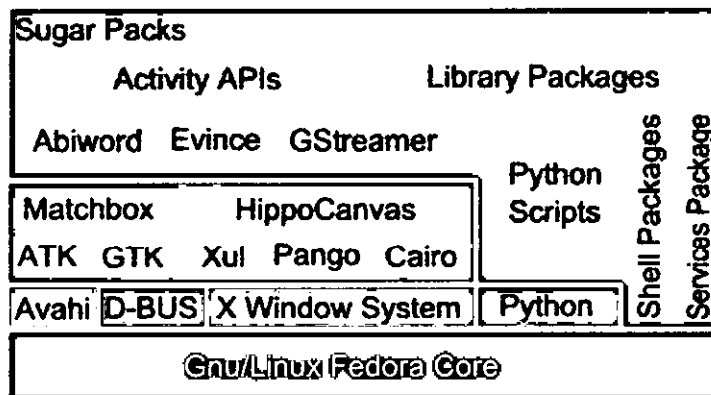 Sugar Packs
Activity APIs Library Packages
Abiword Evince GStreamer
Python
Scripts
Shell Packages
Services Package
Matchbox HippoCanvas
ATK GTK Xul Pango Cairo
Avahi D-BUS X Window System Python
Gnu/Linux Fedora Core